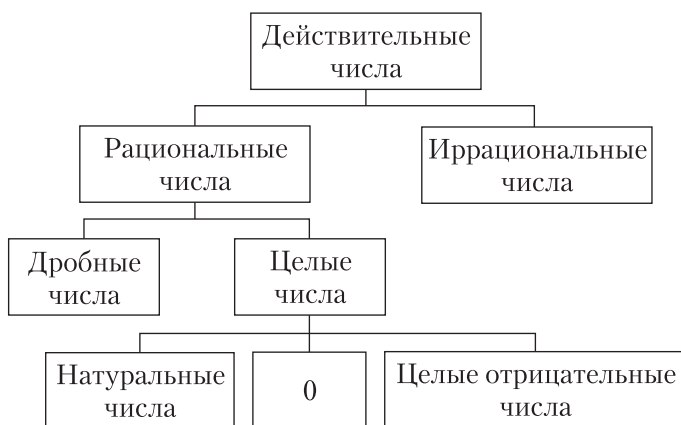 Действительные
числа
Рациональные
числа
Иррациональные
числа
Дробные
числа
Целые
числа
Натуральные
числа
0
Целые отрицательные
числа